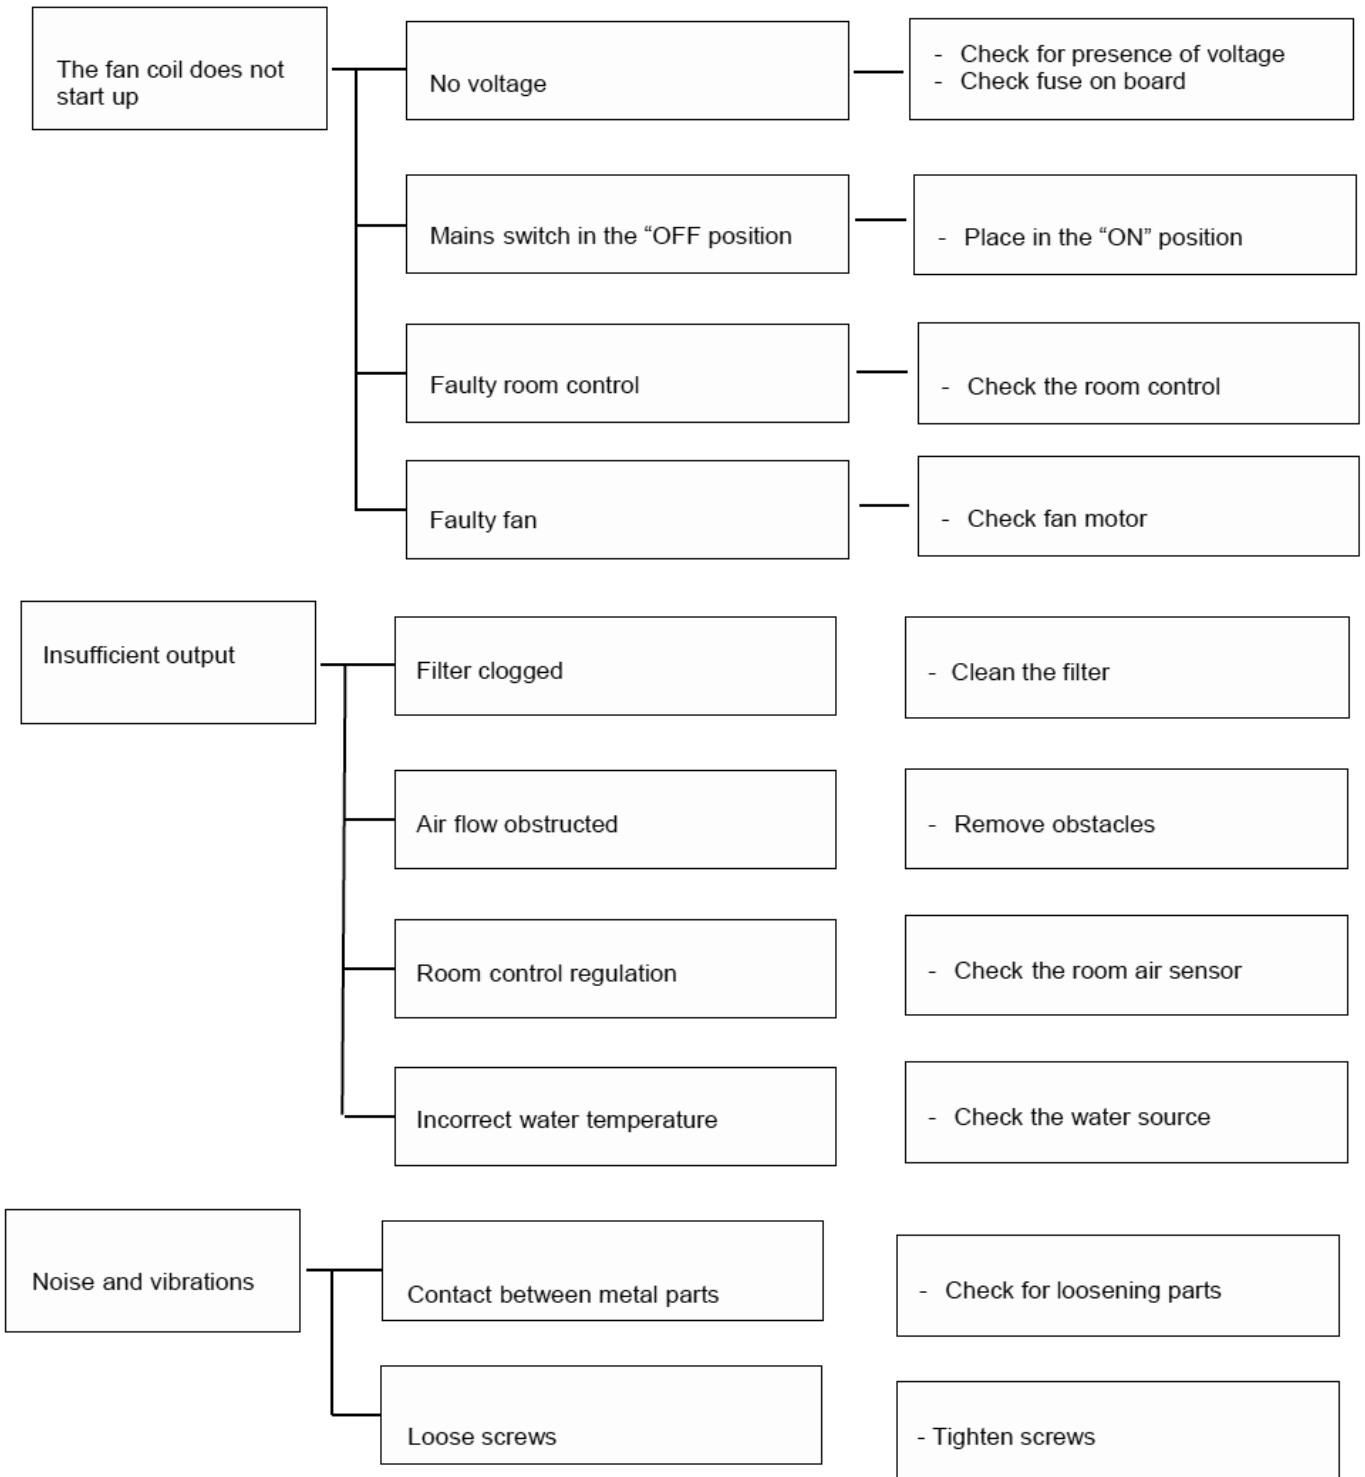 The fan coil does not
start up
No voltage
- Check for presence of voltage
- Check fuse on board
Mains switch in the “OFF position
- Place in the “ON” position
Faulty room control
- Check the room control
Faulty fan
- Check fan motor
Insufficient output
Filter clogged
- Clean the filter
Air flow obstructed
- Remove obstacles
Room control regulation
- Check the room air sensor
Incorrect water temperature
- Check the water source
Noise and vibrations
Contact between metal parts
- Check for loosening parts
Loose screws
- Tighten screws